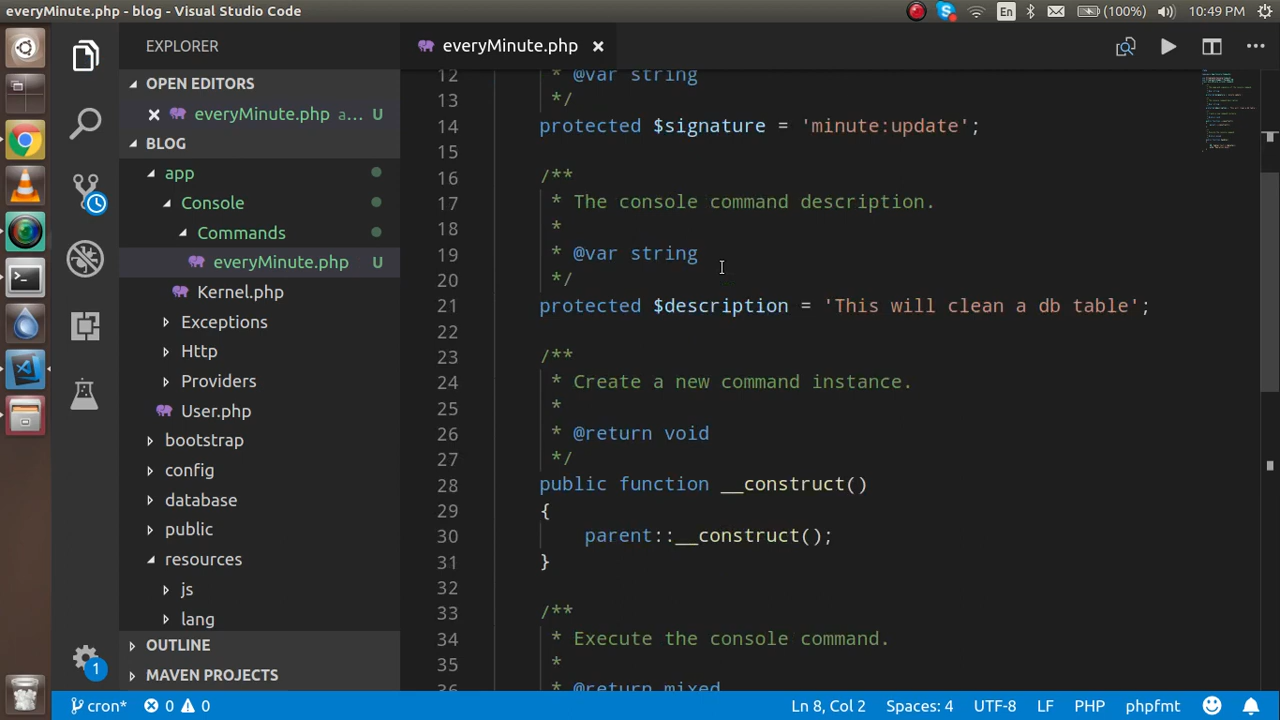 everyMinute.php - blog - Visual Studio Code
En
(100%)
10:49 PM
EXPLORER
OPEN EDITORS
everyMinute.php a... U
BLOG
app
Console
Commands
everyMinute.php U
Kernel.php
Exceptions
Http
Providers
User.php
bootstrap
config
database
public
resources
js
lang
OUTLINE
MAVEN PROJECTS
1
everyMinute.php
12 * @var string
13 */
14 protected $signature = 'minute:update';
15
16 /**
17 * The console command description.
18 *
19 * @var string
20 */
21 protected $description = 'This will clean a db table';
22
23 /**
24 * Create a new command instance.
25 *
26 * @return void
27 */
28 public function __construct()
29 {
30 parent::__construct();
31 }
32
33 /**
34 * Execute the console command.
35 *
36 * @return mixed
cron* 0 0
Ln 8, Col 2 Spaces: 4 UTF-8 LF PHP phpfmt